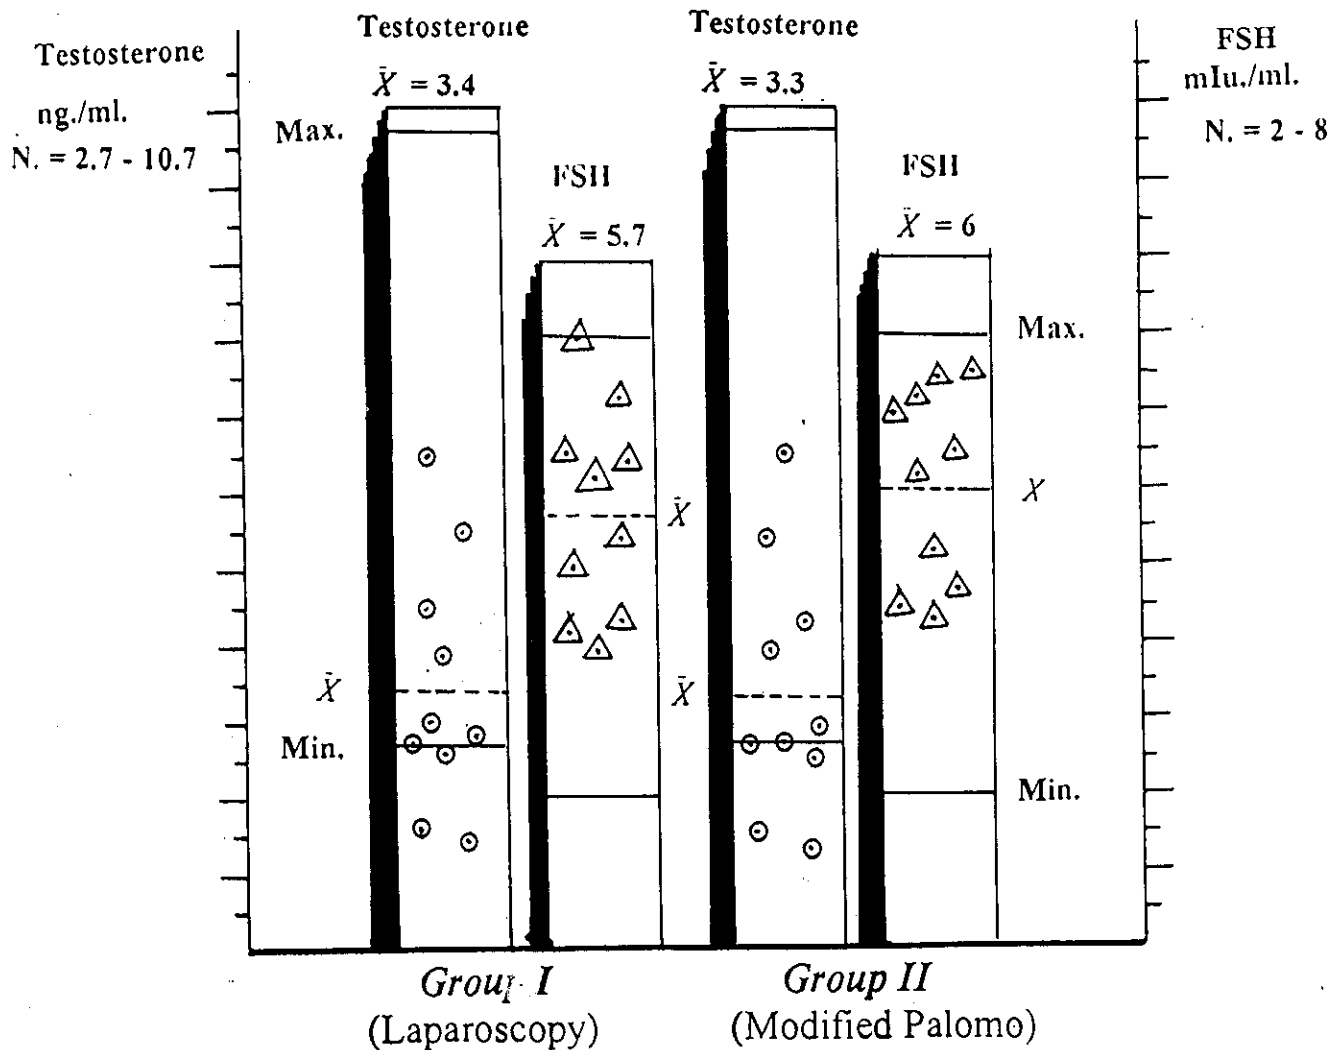 Testosterone
ng./ml.
N. = 2.7 - 10.7
Testosterone
X̄ = 3.4
Max.
FSH
X̄ = 5.7
Testosterone
X̄ = 3.3
FSH
X̄ = 6
FSH
mIu./ml.
N. = 2 - 8
Max.
X̄
X
X̄
X̄
Min.
Min.
Group I
(Laparoscopy)
Group II
(Modified Palomo)